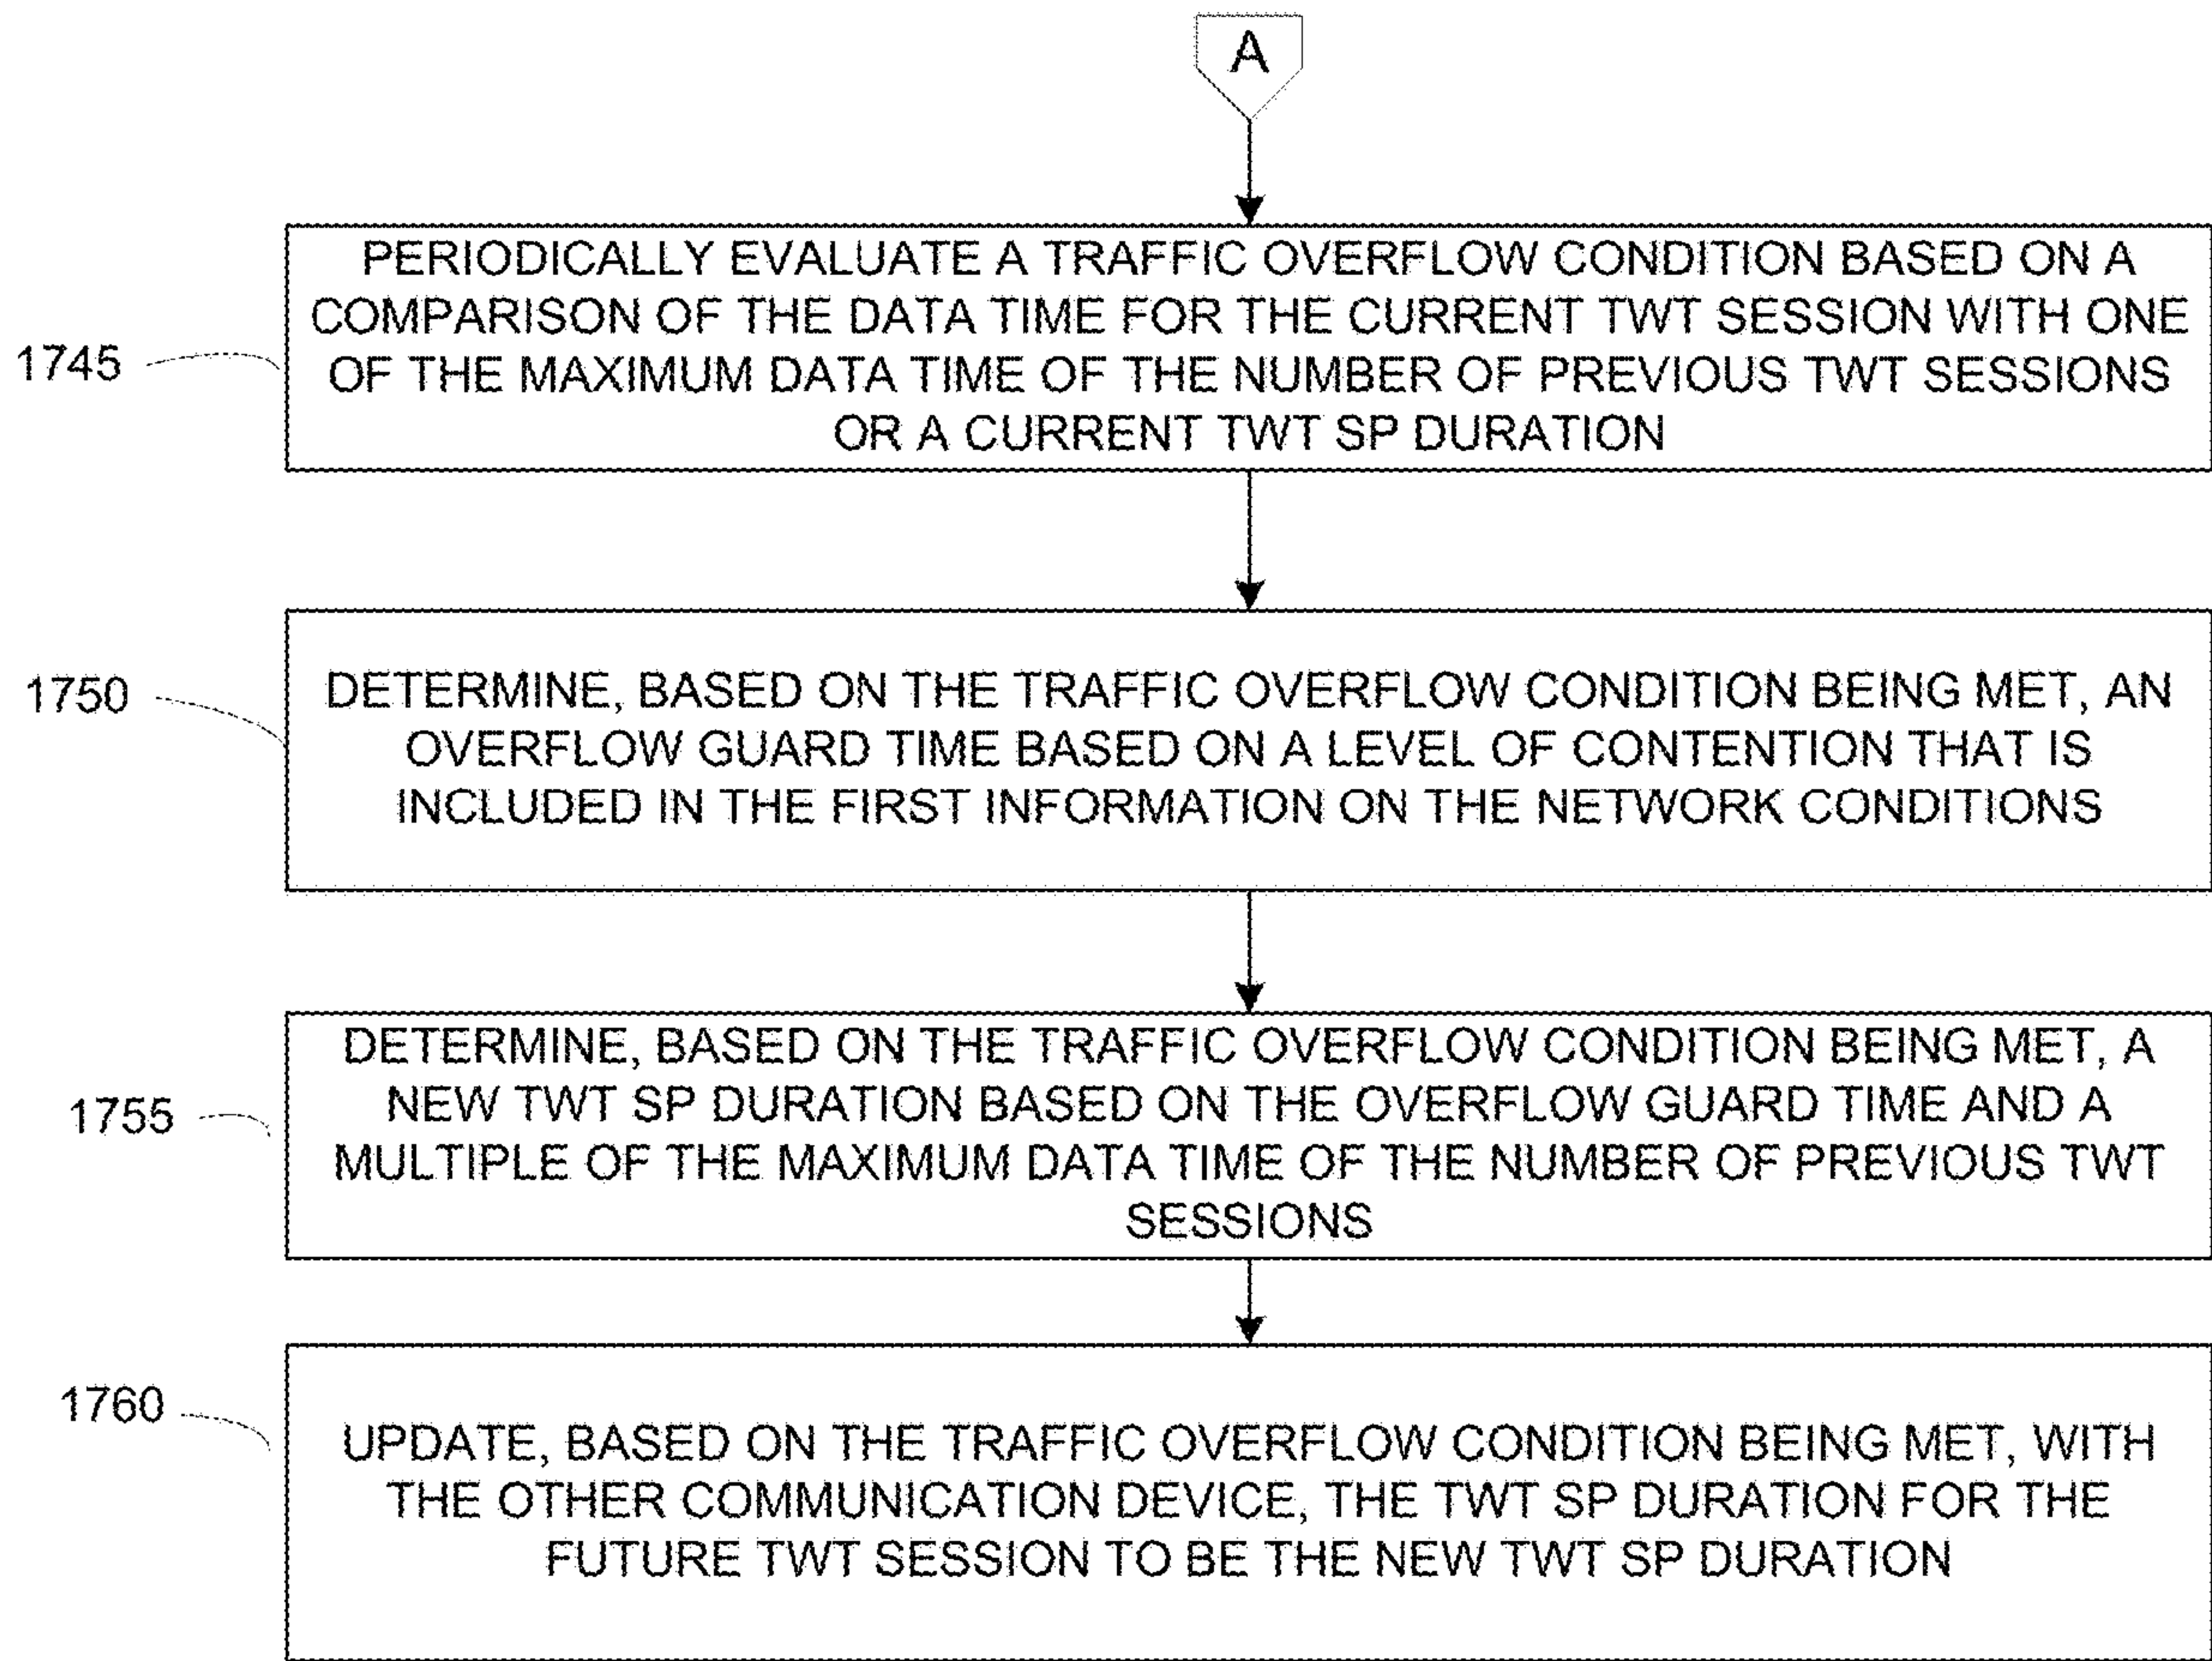 A
PERIODICALLY EVALUATE A TRAFFIC OVERFLOW CONDITION BASED ON A
COMPARISON OF THE DATA TIME FOR THE CURRENT TWT SESSION WITH ONE
OF THE MAXIMUM DATA TIME OF THE NUMBER OF PREVIOUS TWT SESSIONS
OR A CURRENT TWT SP DURATION
1745
DETERMINE, BASED ON THE TRAFFIC OVERFLOW CONDITION BEING MET, AN
OVERFLOW GUARD TIME BASED ON A LEVEL OF CONTENTION THAT IS
INCLUDED IN THE FIRST INFORMATION ON THE NETWORK CONDITIONS
1750
DETERMINE, BASED ON THE TRAFFIC OVERFLOW CONDITION BEING MET, A
NEW TWT SP DURATION BASED ON THE OVERFLOW GUARD TIME AND A
MULTIPLE OF THE MAXIMUM DATA TIME OF THE NUMBER OF PREVIOUS TWT
SESSIONS
1755
UPDATE, BASED ON THE TRAFFIC OVERFLOW CONDITION BEING MET, WITH
THE OTHER COMMUNICATION DEVICE, THE TWT SP DURATION FOR THE
FUTURE TWT SESSION TO BE THE NEW TWT SP DURATION
1760